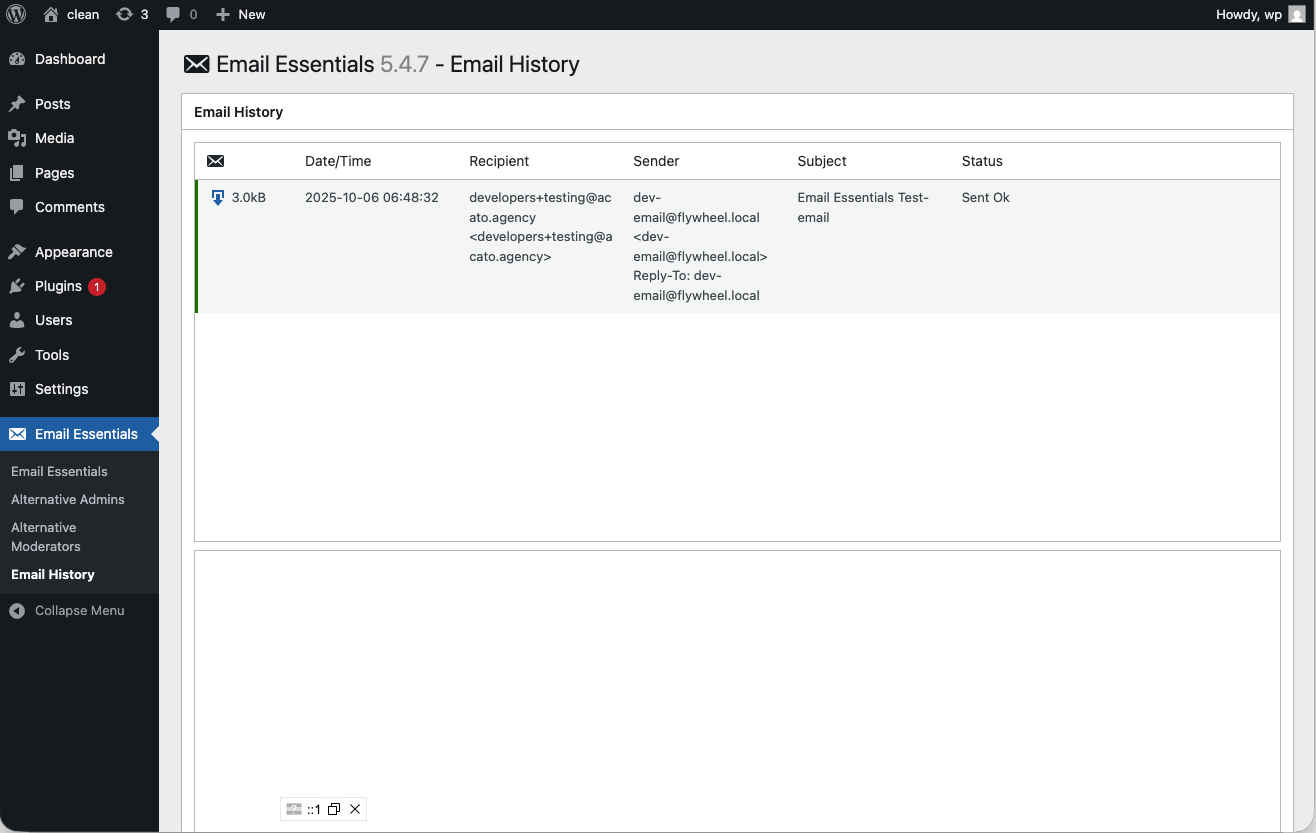 clean 3 0 New Howdy, wp
Dashboard
Posts
Media
Pages
Comments
Appearance
Plugins 1
Users
Tools
Settings
Email Essentials
Email Essentials
Alternative Admins
Alternative
Moderators
Email History
Collapse Menu
Email Essentials 5.4.7 - Email History
Email History
Date/Time Recipient Sender Subject Status
3.0kB 2025-10-06 06:48:32 developers+testing@ac dev- Email Essentials Test- Sent Ok
ato.agency email@flywheel.local email
<developers+testing@a <dev-
cato.agency> email@flywheel.local>
Reply-To: dev-
email@flywheel.local
::1